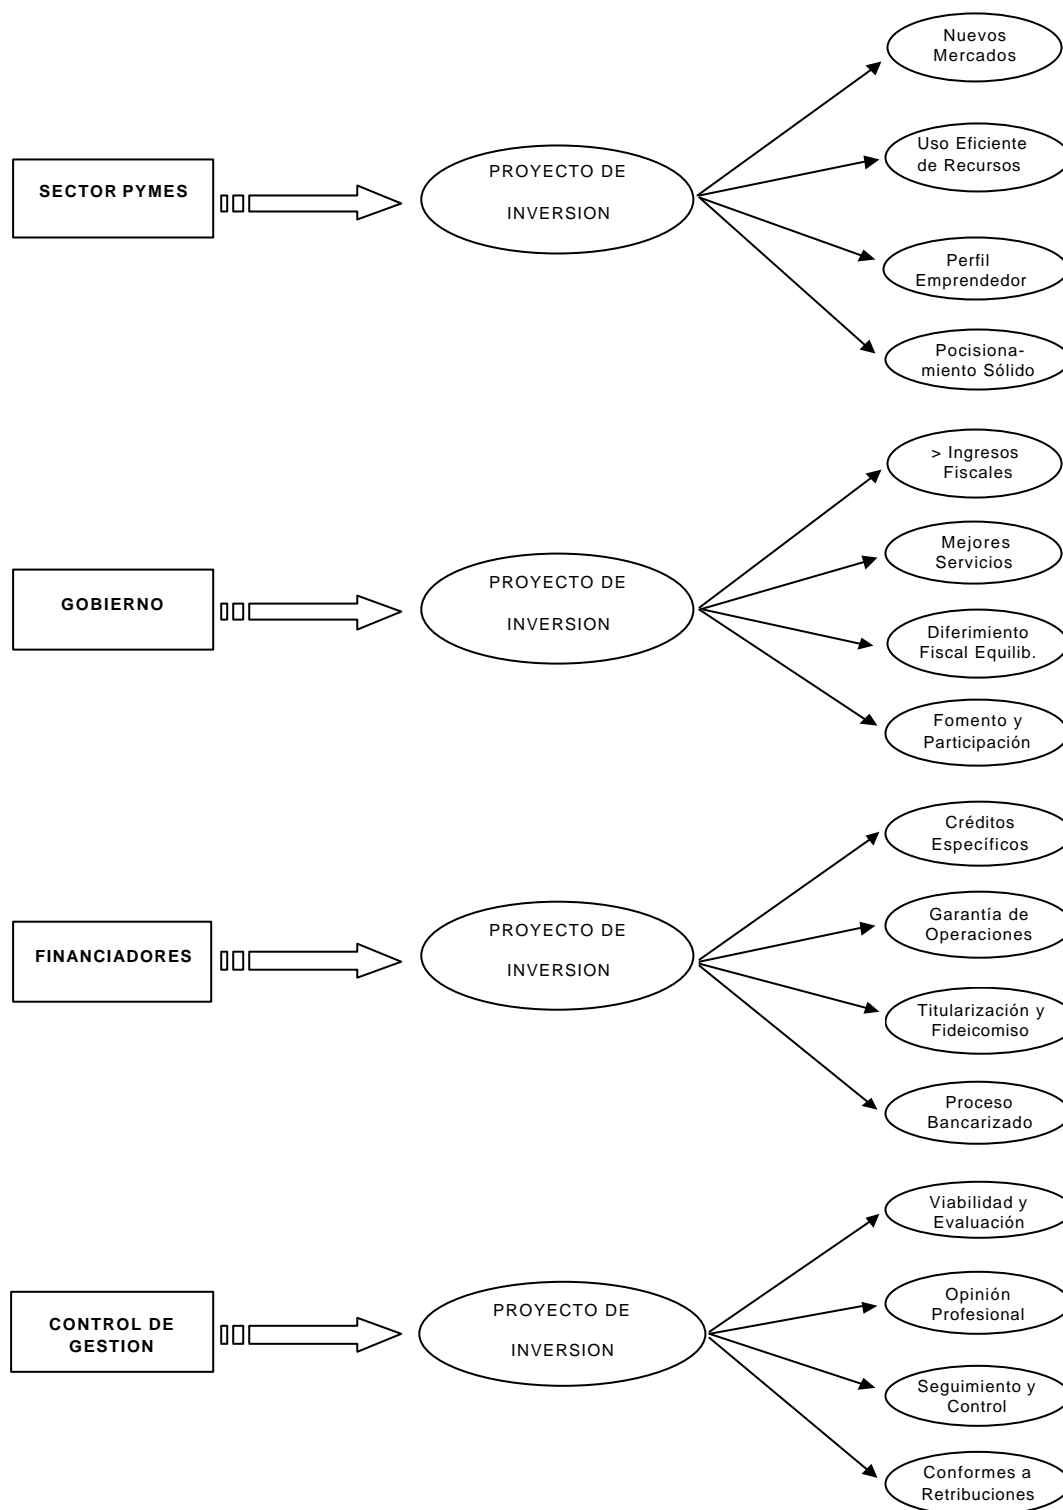 Nuevos
Mercados
SECTOR PYMES
PROYECTO DE
INVERSION
Uso Eficiente
de Recursos
Perfil
Emprendedor
Pocisiona-
miento Sólido
> Ingresos
Fiscales
GOBIERNO
PROYECTO DE
INVERSION
Mejores
Servicios
Diferimiento
Fiscal Equilib.
Fomento y
Participación
Créditos
Específicos
FINANCIADORES
PROYECTO DE
INVERSION
Garantía de
Operaciones
Titularización y
Fideicomiso
Proceso
Bancarizado
Viabilidad y
Evaluación
CONTROL DE
GESTION
PROYECTO DE
INVERSION
Opinión
Profesional
Seguimiento y
Control
Conformes a
Retribuciones